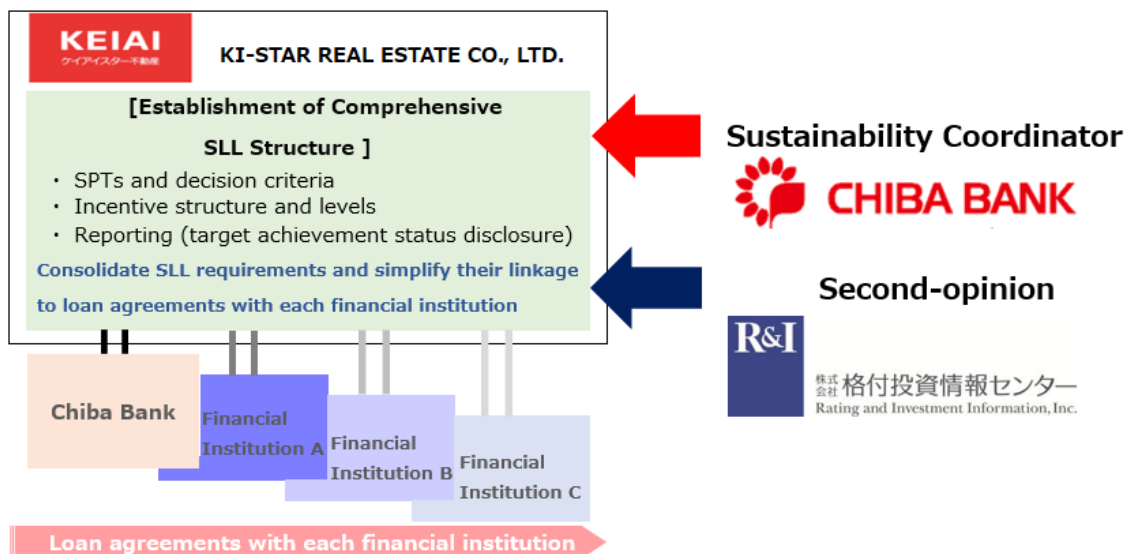 KEIAI
ケイアイスター不動産
KI-STAR REAL ESTATE CO., LTD.
[Establishment of Comprehensive
SLL Structure ]
・ SPTs and decision criteria
・ Incentive structure and levels
・ Reporting (target achievement status disclosure)
Consolidate SLL requirements and simplify their linkage
to loan agreements with each financial institution
Sustainability Coordinator
CHIBA BANK
Second-opinion
R&I
株式会社 格付投資情報センター
Rating and Investment Information, Inc.
Chiba Bank
Financial
Institution A
Financial
Institution B
Financial
Institution C
Loan agreements with each financial institution